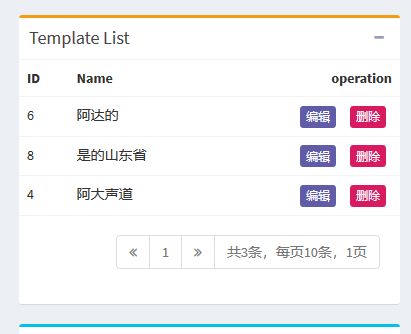 Template List
ID Name operation
6 阿达的 编辑 删除
8 是的山东省 编辑 删除
4 阿大声道 编辑 删除
« 1 » 共3条，每页10条，1页